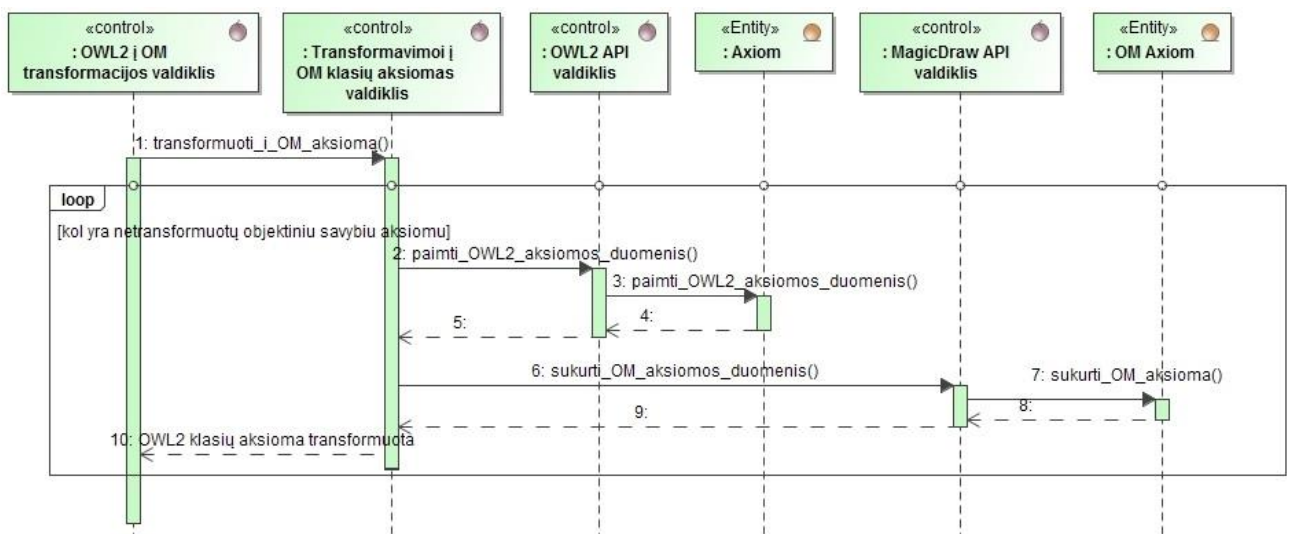 «control»
: OWL2 į OM
transformacijos valdiklis
«control»
: Transformavimoi į
OM klasių aksiomas
valdiklis
«control»
: OWL2 API
valdiklis
«Entity»
: Axiom
«control»
: MagicDraw API
valdiklis
«Entity»
: OM Axiom
1: transformuoti_i_OM_aksioma()
loop
[kol yra netransformuotų objektiniu savybiu aksiomu]
2: paimti_OWL2_aksiomos_duomenis()
3: paimti_OWL2_aksiomos_duomenis()
4:
5:
6: sukurti_OM_aksiomos_duomenis()
7: sukurti_OM_aksioma()
8:
9:
10: OWL2 klasių aksioma transformuota